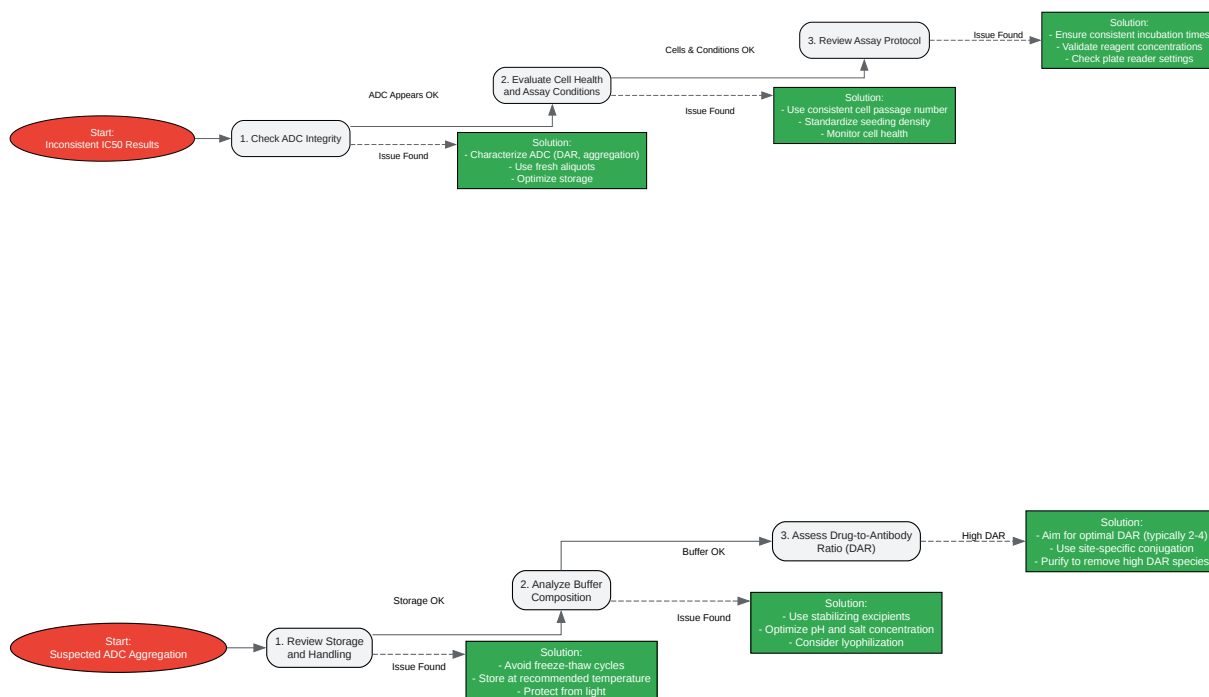 Start:
Inconsistent IC50 Results
1. Check ADC Integrity
ADC Appears OK
Issue Found
Solution:
- Characterize ADC (DAR, aggregation)
- Use fresh aliquots
- Optimize storage
2. Evaluate Cell Health
and Assay Conditions
Cells & Conditions OK
Issue Found
Solution:
- Use consistent cell passage number
- Standardize seeding density
- Monitor cell health
3. Review Assay Protocol
Issue Found
Solution:
- Ensure consistent incubation times
- Validate reagent concentrations
- Check plate reader settings
Start:
Suspected ADC Aggregation
1. Review Storage
and Handling
Storage OK
Issue Found
Solution:
- Avoid freeze-thaw cycles
- Store at recommended temperature
- Protect from light
2. Analyze Buffer
Composition
Buffer OK
Issue Found
Solution:
- Use stabilizing excipients
- Optimize pH and salt concentration
- Consider lyophilization
3. Assess Drug-to-Antibody
Ratio (DAR)
High DAR
Solution:
- Aim for optimal DAR (typically 2-4)
- Use site-specific conjugation
- Purify to remove high DAR species